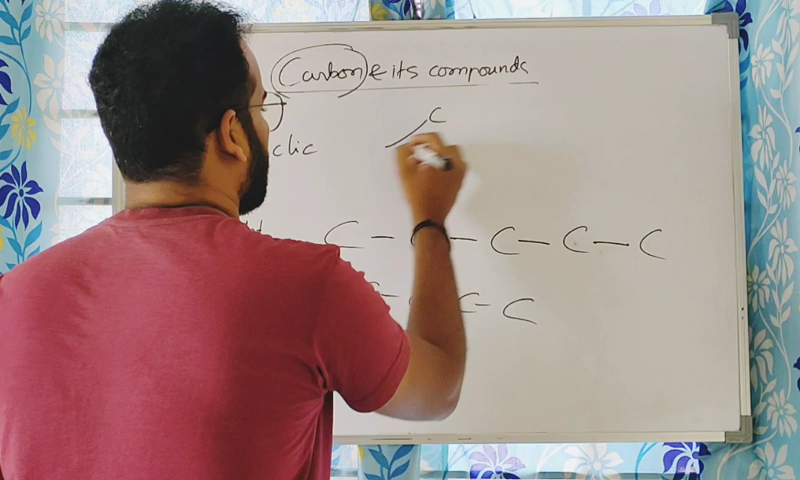 Carbon & its compounds
C
clic
C - C - C - C - C
- C - C